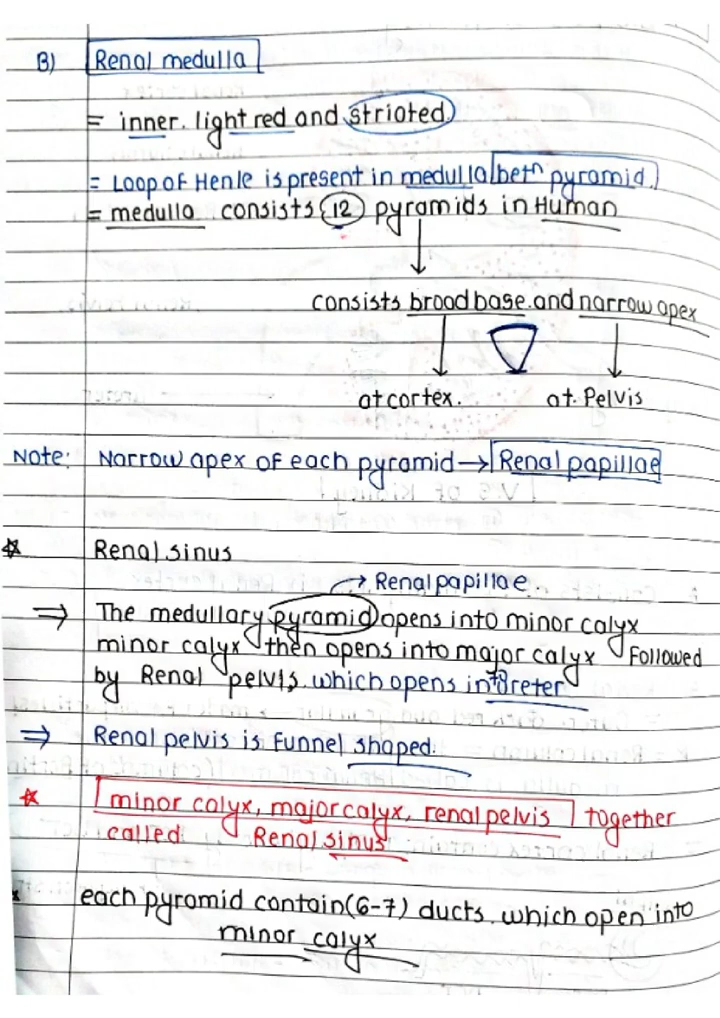 B) Renal medulla
= inner. light red and striated.
= Loop of Henle is present in medulla betn pyramid.
= medulla consists 12 pyramids in Human
consists broad base. and narrow apex
at cortex. at Pelvis
Note: Narrow apex of each pyramid → Renal papillae
☆ Renal sinus
→ Renal papillae
⇒ The medullary pyramid opens into minor calyx
minor calyx then opens into major calyx Followed
by Renal pelvis. which opens into Ureter
⇒ Renal pelvis is Funnel shaped.
☆ minor calyx, major calyx, renal pelvis together
called Renal sinus
each pyramid contain (6-7) ducts. which open into
minor calyx